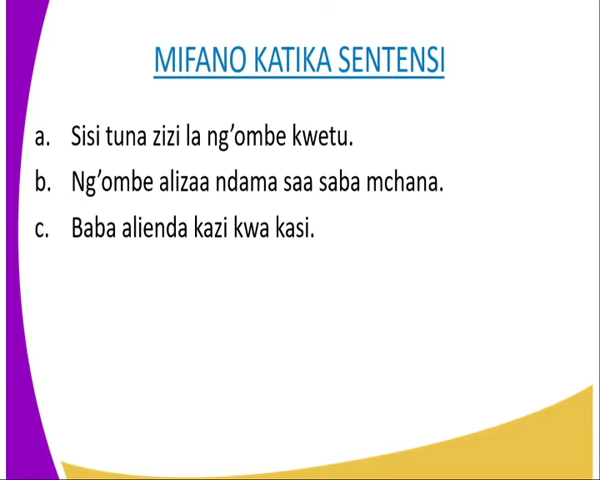 MIFANO KATIKA SENTENSI
a. Sisi tuna zizi la ng’ombe kwetu.
b. Ng’ombe alizaa ndama saa saba mchana.
c. Baba alienda kazi kwa kasi.